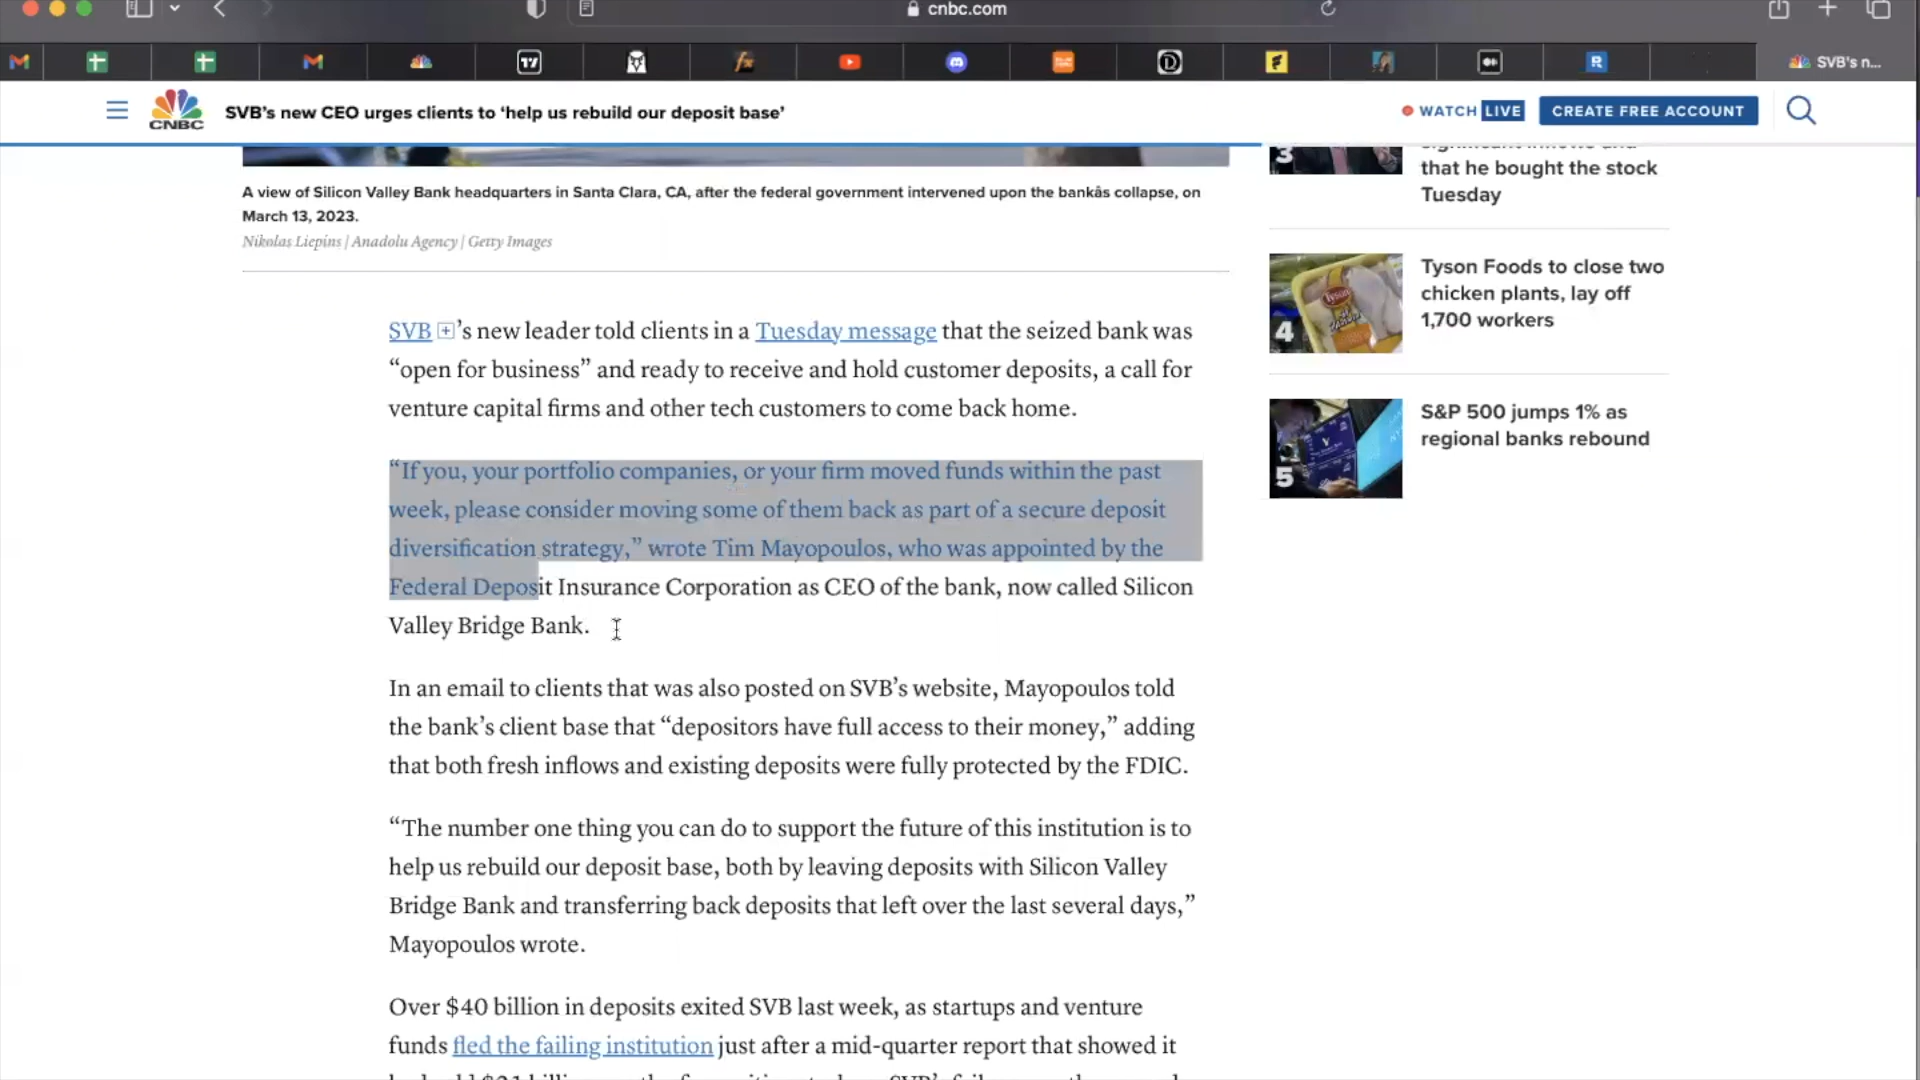 cnbc.com
SVB's n...
CNBC
SVB's new CEO urges clients to 'help us rebuild our deposit base'
WATCH LIVE
CREATE FREE ACCOUNT
A view of Silicon Valley Bank headquarters in Santa Clara, CA, after the federal government intervened upon the bankâs collapse, on
March 13, 2023.
Nikolas Liepins | Anadolu Agency | Getty Images
SVB +'s new leader told clients in a Tuesday message that the seized bank was
“open for business” and ready to receive and hold customer deposits, a call for
venture capital firms and other tech customers to come back home.
“If you, your portfolio companies, or your firm moved funds within the past
week, please consider moving some of them back as part of a secure deposit
diversification strategy,” wrote Tim Mayopoulos, who was appointed by the
Federal Deposit Insurance Corporation as CEO of the bank, now called Silicon
Valley Bridge Bank.
In an email to clients that was also posted on SVB’s website, Mayopoulos told
the bank’s client base that “depositors have full access to their money,” adding
that both fresh inflows and existing deposits were fully protected by the FDIC.
“The number one thing you can do to support the future of this institution is to
help us rebuild our deposit base, both by leaving deposits with Silicon Valley
Bridge Bank and transferring back deposits that left over the last several days,”
Mayopoulos wrote.
Over $40 billion in deposits exited SVB last week, as startups and venture
funds fled the failing institution just after a mid-quarter report that showed it
3
that he bought the stock
Tuesday
4
Tyson
Tyson Foods to close two
chicken plants, lay off
1,700 workers
5
S&P 500 jumps 1% as
regional banks rebound